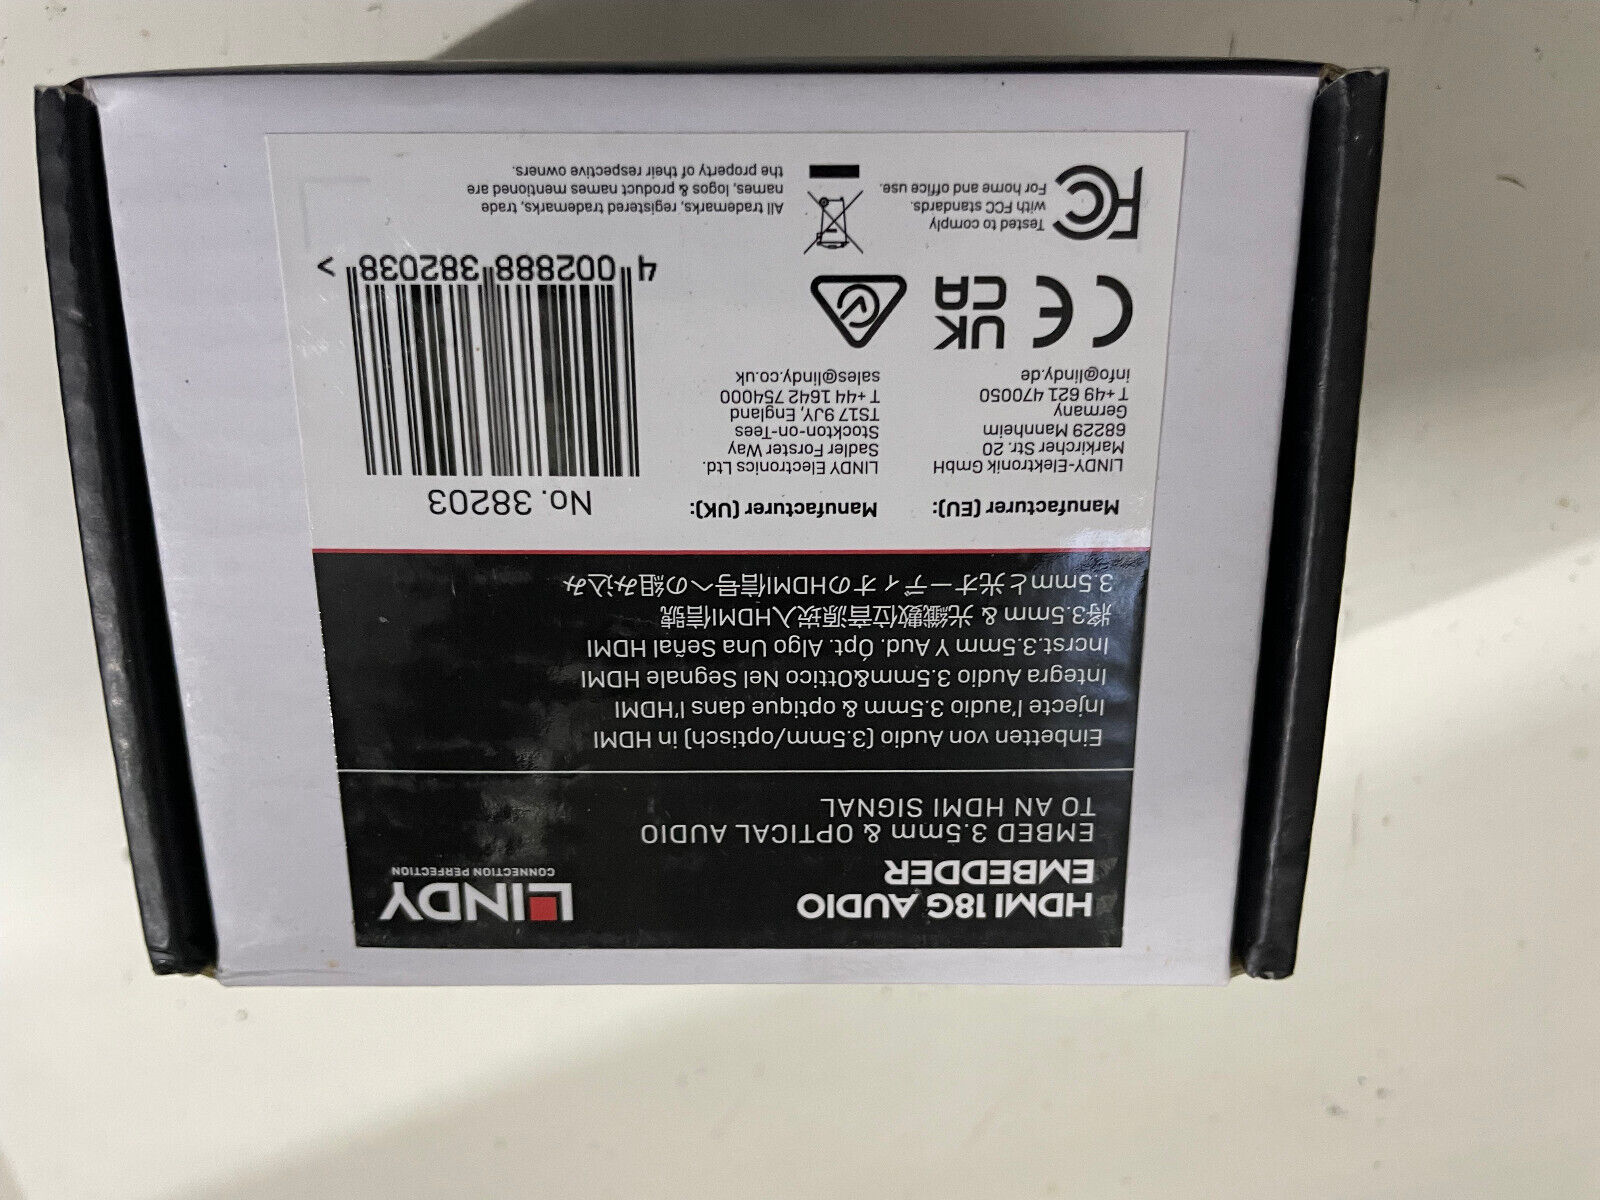 HDMI 18G AUDIO
EMBEDDER
LINDY
CONNECTION PERFECTION
EMBED 3.5mm & OPTICAL AUDIO
TO AN HDMI SIGNAL
Einbetten von Audio (3.5mm/optisch) in HDMI
Injecte l'audio 3.5mm & optique dans l'HDMI
Integra Audio 3.5mm&Ottico Nel Segnale HDMI
Incrst.3.5mm Y Aud. Ópt. Algo Una Señal HDMI
將3.5mm & 光纖數位音源崁入HDMI信號
3.5mmと光オーディオのHDMI信号への組み込み
Manufacturer (EU):
LINDY-Elektronik GmbH
Markircher Str. 20
68229 Mannheim
Germany
T +49 621 470050
info@lindy.de
Manufacturer (UK):
LINDY Electronics Ltd.
Sadler Forster Way
Stockton-on-Tees
TS17 9JY, England
T +44 1642 754000
sales@lindy.co.uk
No. 38203
4 002888 382038 >
CE
UK
CA
FC
Tested to comply
with FCC standards.
For home and office use.
All trademarks, registered trademarks, trade
names, logos & product names mentioned are
the property of their respective owners.